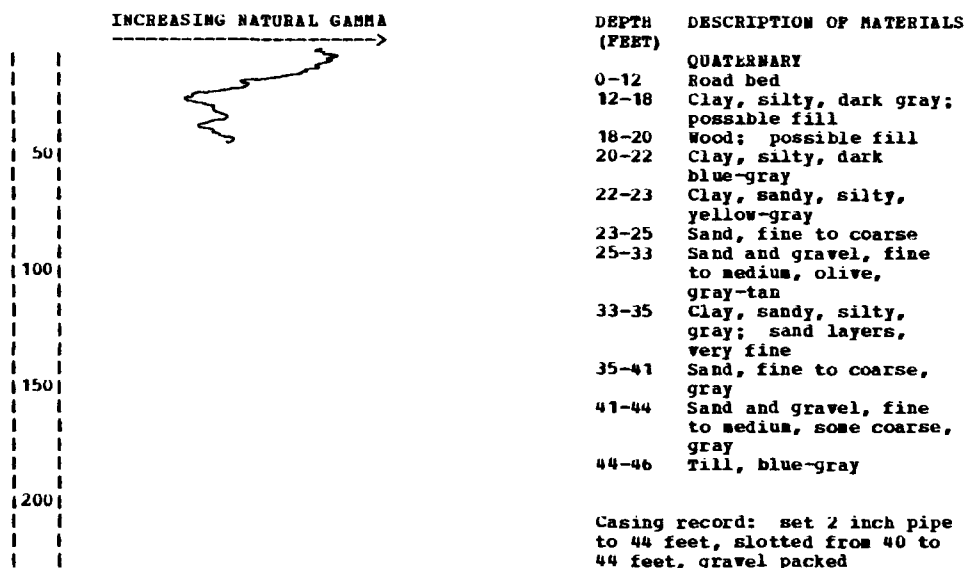 INCREASING NATURAL GAMMA
50
100
150
200
DEPTH DESCRIPTION OF MATERIALS
(FEET)
QUATERNARY
0-12 Road bed
12-18 Clay, silty, dark gray;
possible fill
18-20 Wood; possible fill
20-22 Clay, silty, dark
blue-gray
22-23 Clay, sandy, silty,
yellow-gray
23-25 Sand, fine to coarse
25-33 Sand and gravel, fine
to medium, olive,
gray-tan
33-35 Clay, sandy, silty,
gray; sand layers,
very fine
35-41 Sand, fine to coarse,
gray
41-44 Sand and gravel, fine
to medium, some coarse,
gray
44-46 Till, blue-gray
Casing record: set 2 inch pipe
to 44 feet, slotted from 40 to
44 feet, gravel packed